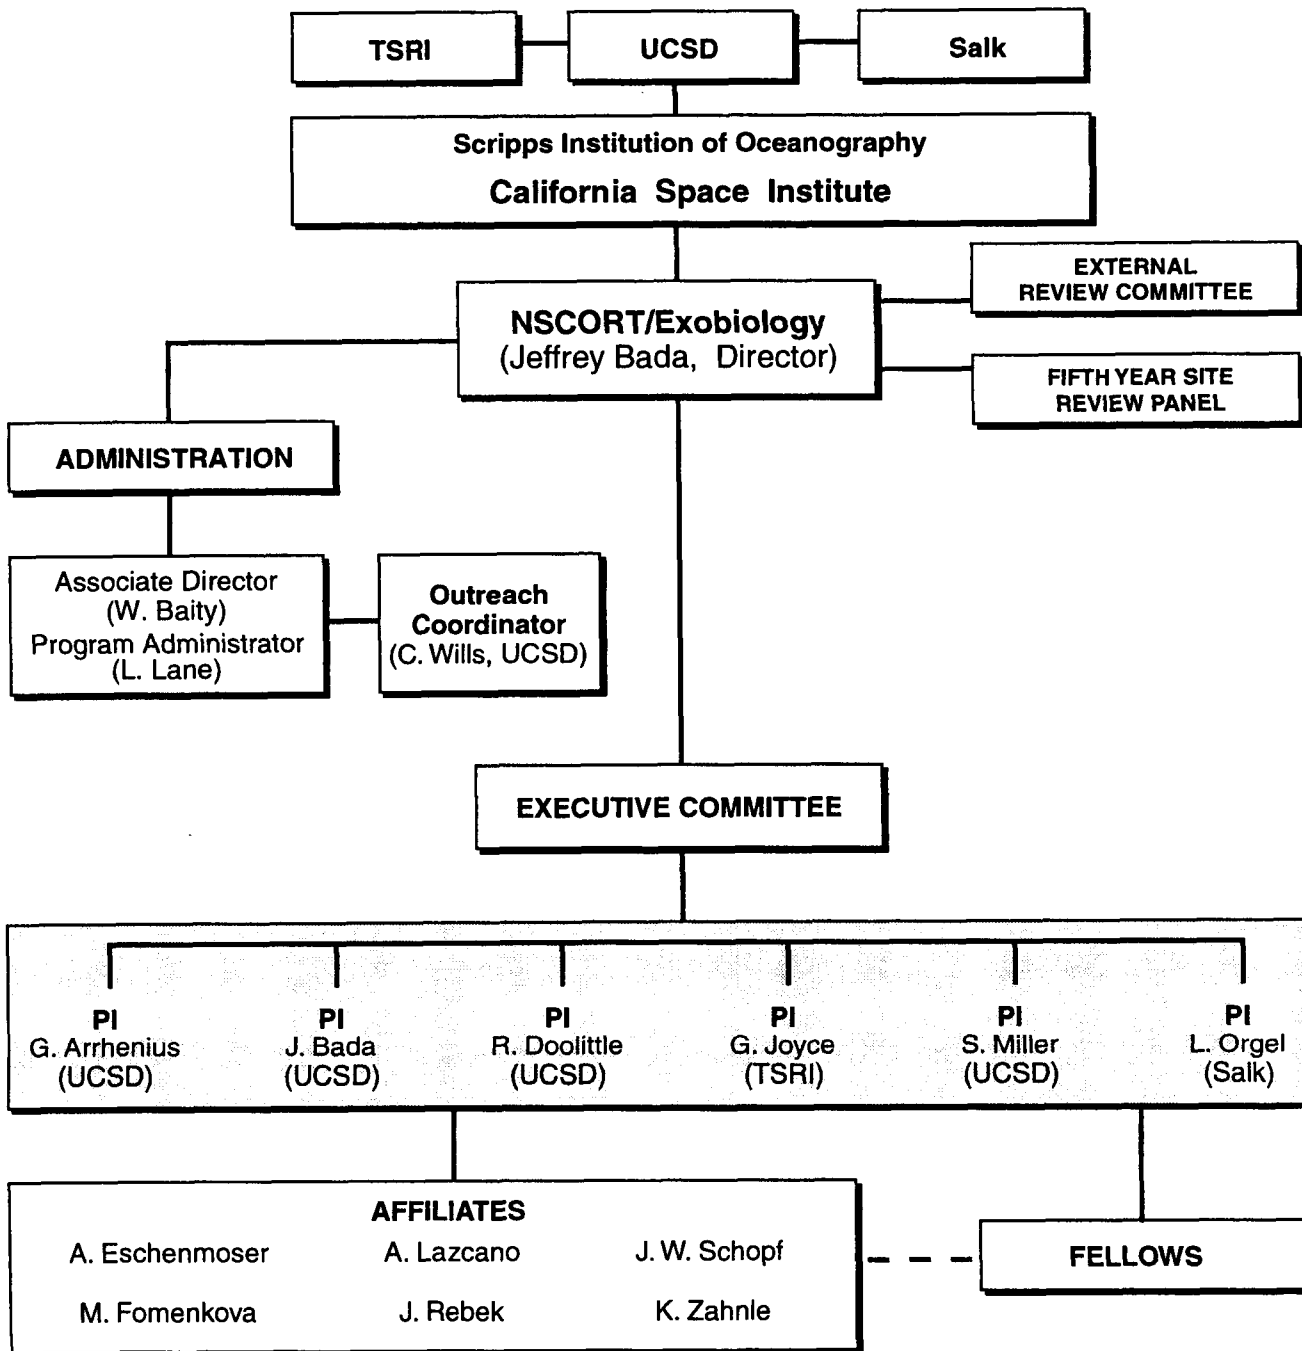 TSRI
UCSD
Salk
Scripps Institution of Oceanography
California Space Institute
NSCORT/Exobiology
(Jeffrey Bada, Director)
EXTERNAL
REVIEW COMMITTEE
FIFTH YEAR SITE
REVIEW PANEL
ADMINISTRATION
Associate Director
(W. Baity)
Program Administrator
(L. Lane)
Outreach
Coordinator
(C. Wills, UCSD)
EXECUTIVE COMMITTEE
PI
G. Arrhenius
(UCSD)
PI
J. Bada
(UCSD)
PI
R. Doolittle
(UCSD)
PI
G. Joyce
(TSRI)
PI
S. Miller
(UCSD)
PI
L. Orgel
(Salk)
AFFILIATES
A. Eschenmoser
A. Lazcano
J. W. Schopf
M. Fomenkova
J. Rebek
K. Zahnle
FELLOWS